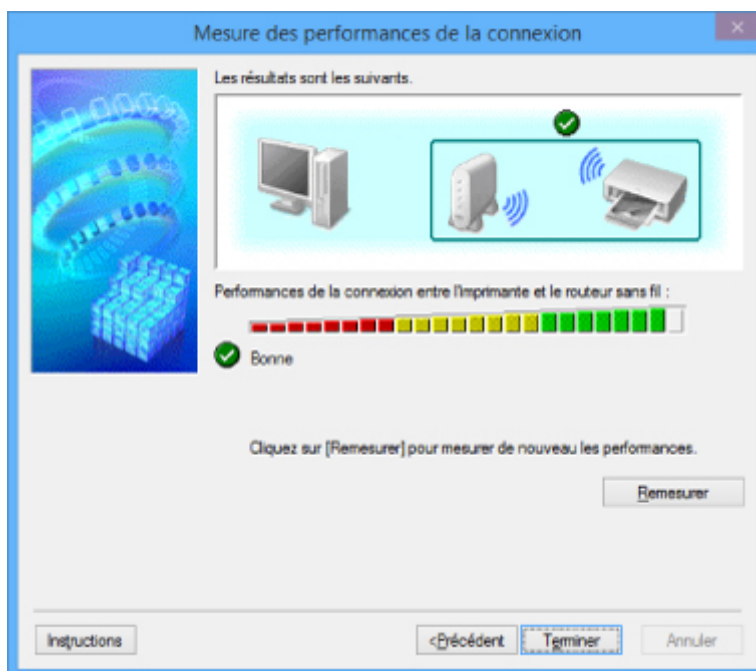 Mesure des performances de la connexion
Les résultats sont les suivants.
Performances de la connexion entre l'imprimante et le routeur sans fil :
Bonne
Cliquez sur [Remesurer] pour mesurer de nouveau les performances.
Remesurer
Instructions
<Précédent
Terminer
Annuler